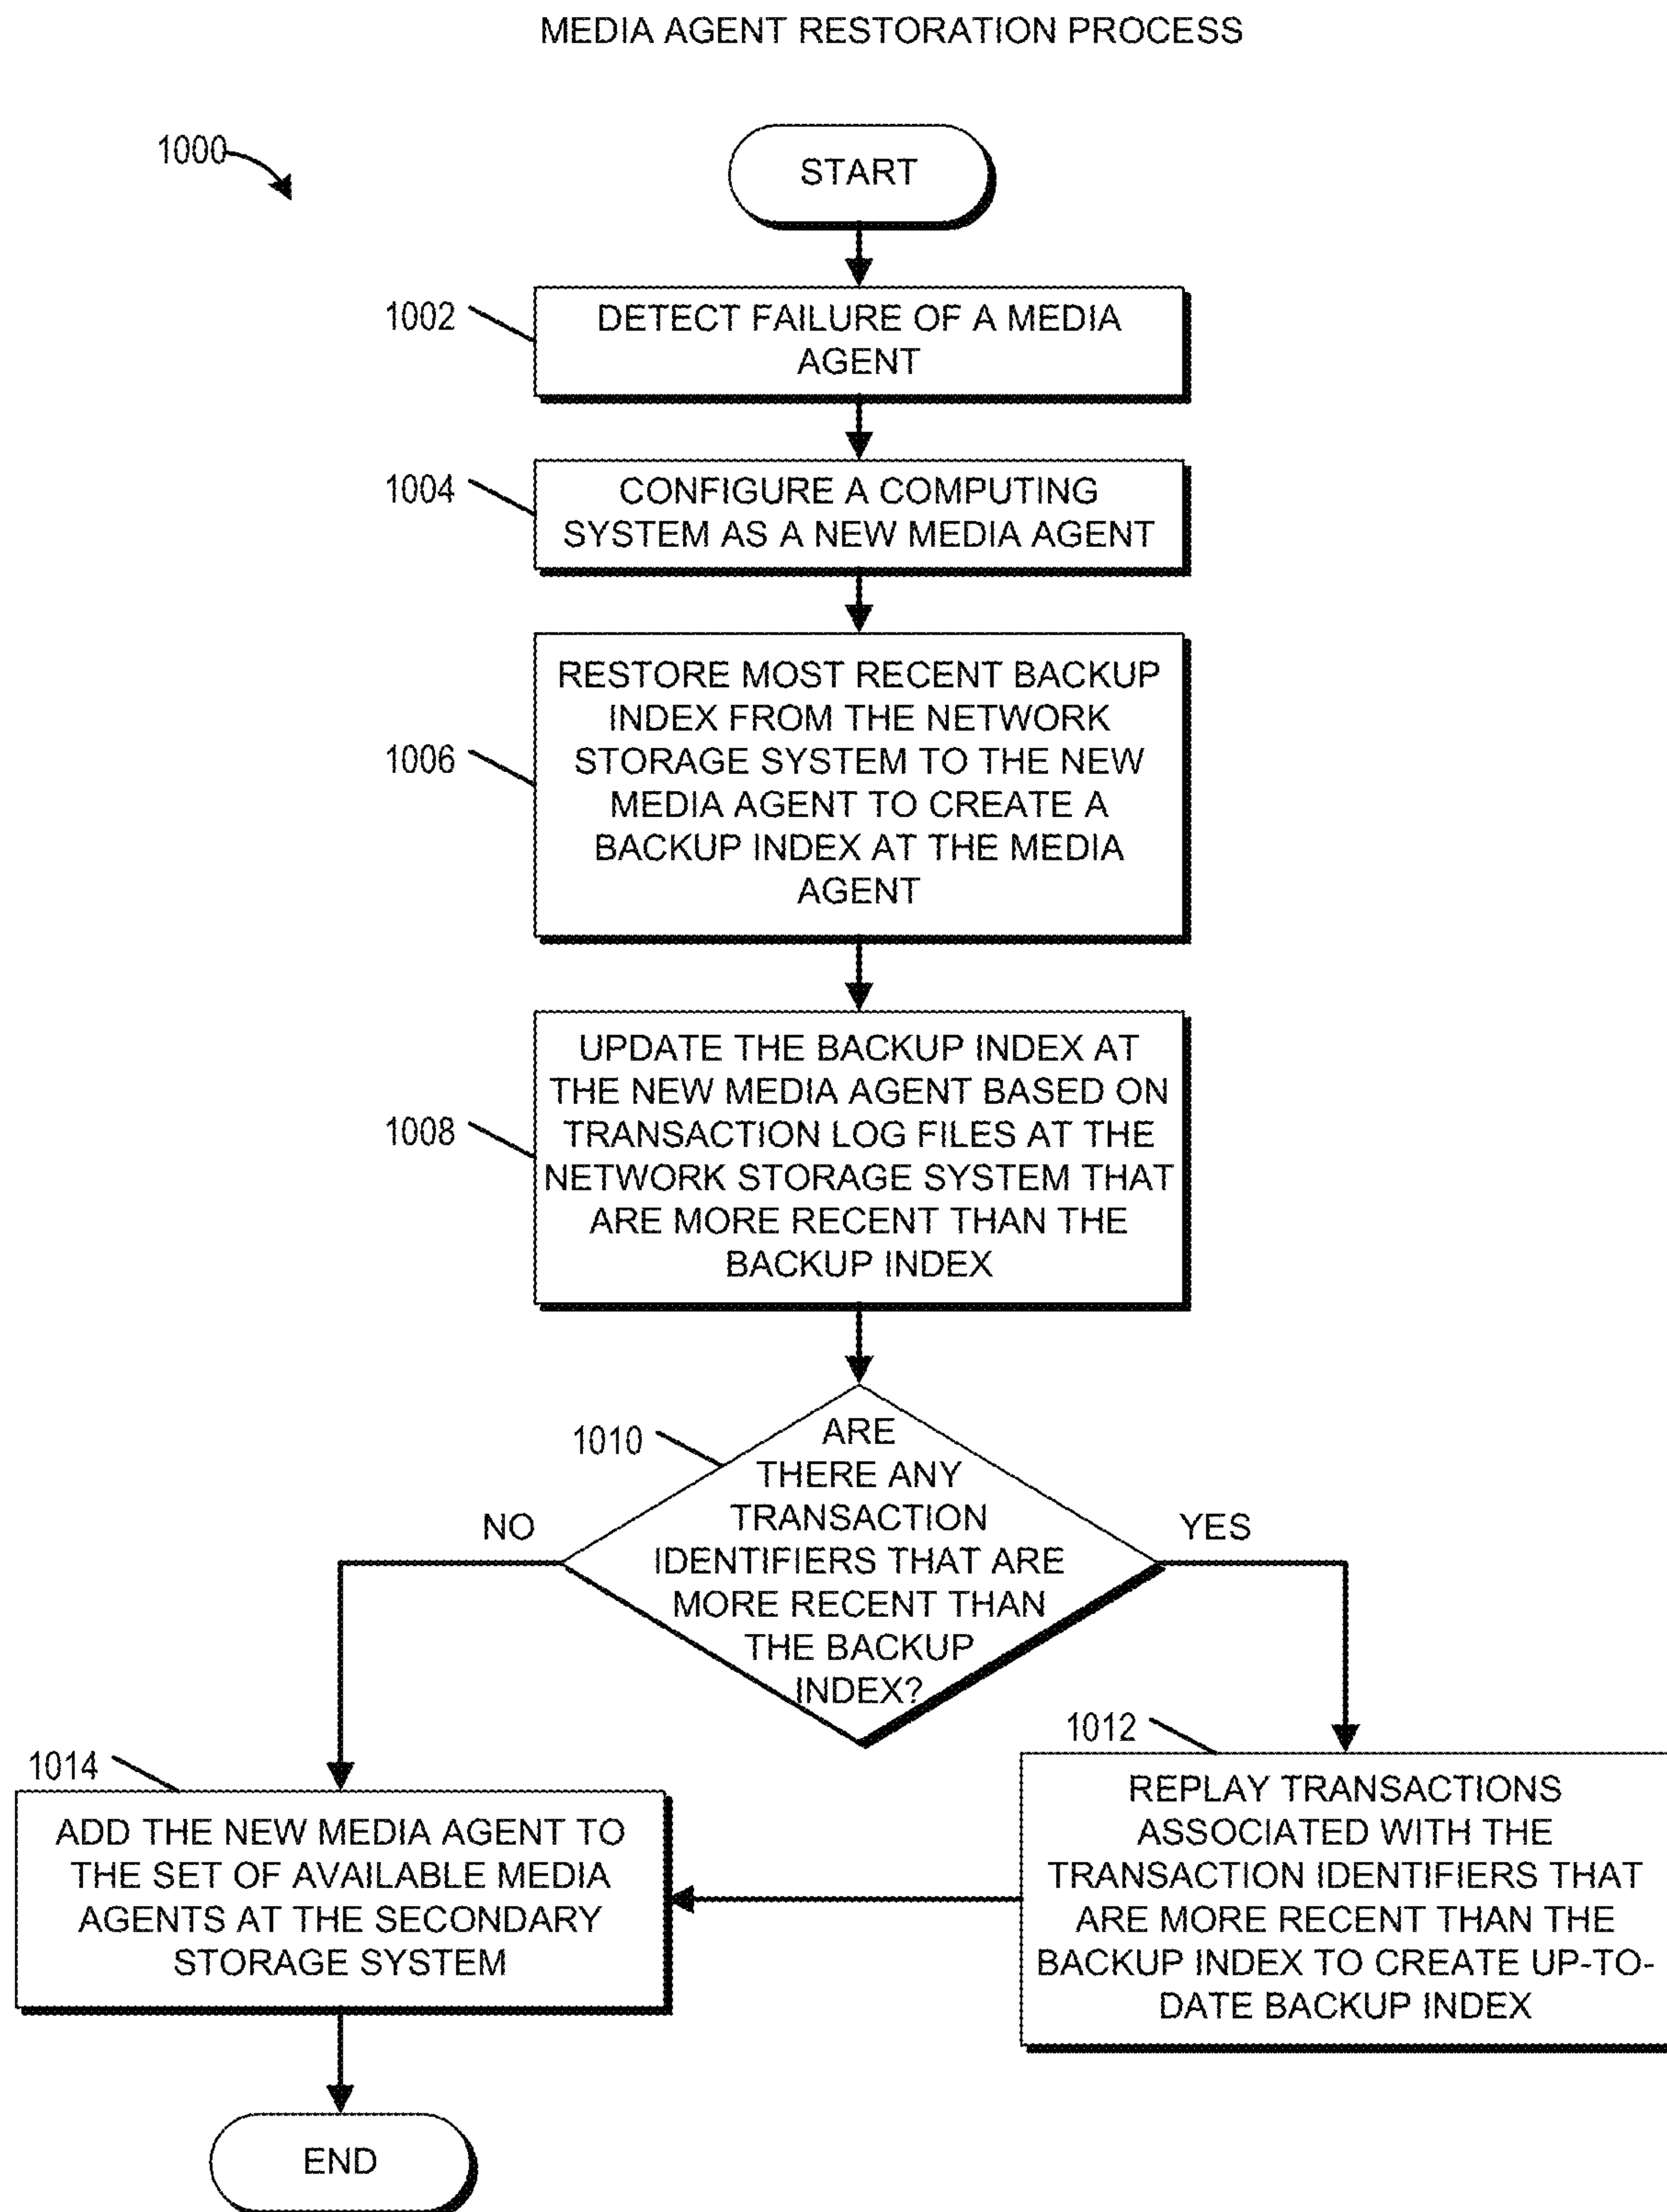 MEDIA AGENT RESTORATION PROCESS
1000
START
1002
DETECT FAILURE OF A MEDIA
AGENT
1004
CONFIGURE A COMPUTING
SYSTEM AS A NEW MEDIA AGENT
1006
RESTORE MOST RECENT BACKUP
INDEX FROM THE NETWORK
STORAGE SYSTEM TO THE NEW
MEDIA AGENT TO CREATE A
BACKUP INDEX AT THE MEDIA
AGENT
1008
UPDATE THE BACKUP INDEX AT
THE NEW MEDIA AGENT BASED ON
TRANSACTION LOG FILES AT THE
NETWORK STORAGE SYSTEM THAT
ARE MORE RECENT THAN THE
BACKUP INDEX
1010
ARE
THERE ANY
TRANSACTION
IDENTIFIERS THAT ARE
MORE RECENT THAN
THE BACKUP
INDEX?
NO
YES
1014
ADD THE NEW MEDIA AGENT TO
THE SET OF AVAILABLE MEDIA
AGENTS AT THE SECONDARY
STORAGE SYSTEM
1012
REPLAY TRANSACTIONS
ASSOCIATED WITH THE
TRANSACTION IDENTIFIERS THAT
ARE MORE RECENT THAN THE
BACKUP INDEX TO CREATE UP-TO-
DATE BACKUP INDEX
END